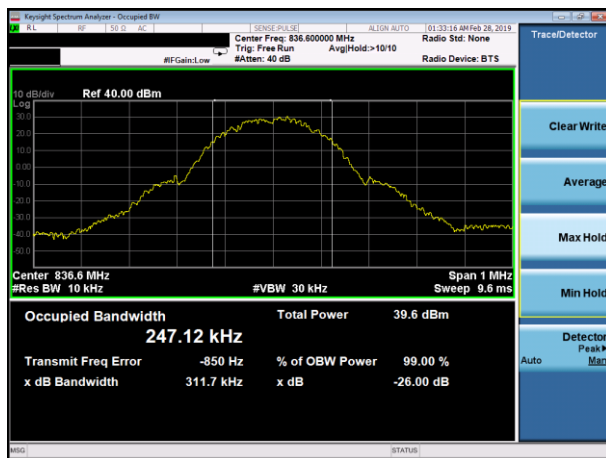 Keysight Spectrum Analyzer - Occupied BW
RL RF 50 Ω AC SENSE:PULSE ALIGN AUTO 01:33:16 AM Feb 28, 2019
Center Freq: 836.600000 MHz Radio Std: None
Trig: Free Run Avg|Hold:>10/10
#IFGain:Low #Atten: 40 dB Radio Device: BTS
Trace/Detector
10 dB/div Ref 40.00 dBm
Log
30.0
20.0
10.0
0.00
-10.0
-20.0
-30.0
-40.0
-50.0
Center 836.6 MHz Span 1 MHz
#Res BW 10 kHz #VBW 30 kHz Sweep 9.6 ms
Occupied Bandwidth Total Power 39.6 dBm
247.12 kHz
Transmit Freq Error -850 Hz % of OBW Power 99.00 %
x dB Bandwidth 311.7 kHz x dB -26.00 dB
Clear Write
Average
Max Hold
Min Hold
Detector
Peak
Auto Man
MSG STATUS